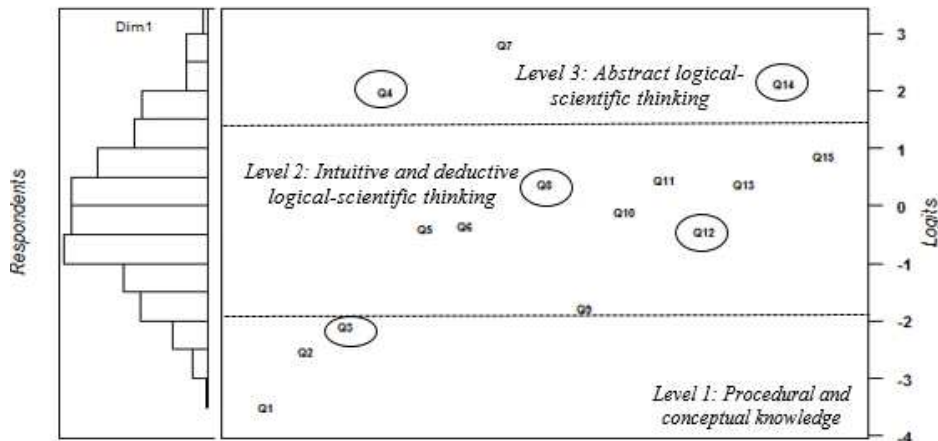 Dim1
Respondents
Q7
Level 3: Abstract logical-
scientific thinking
Q4
Q14
Level 2: Intuitive and deductive
logical-scientific thinking
Q15
Q8
Q11
Q13
Q10
Q5
Q6
Q12
Q9
Q3
Q2
Q1
Level 1: Procedural and
conceptual knowledge
3
2
1
0
-1
-2
-3
-4
Logits